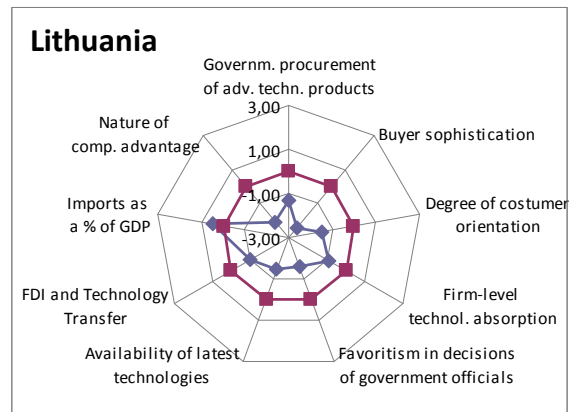 Lithuania
Governm. procurement
of adv. techn. products
3,00
1,00
-1,00
-3,00
Buyer sophistication
Degree of costumer
orientation
Firm-level
technol. absorption
Favoritism in decisions
of government officials
Availability of latest
technologies
FDI and Technology
Transfer
Imports as
a % of GDP
Nature of
comp. advantage